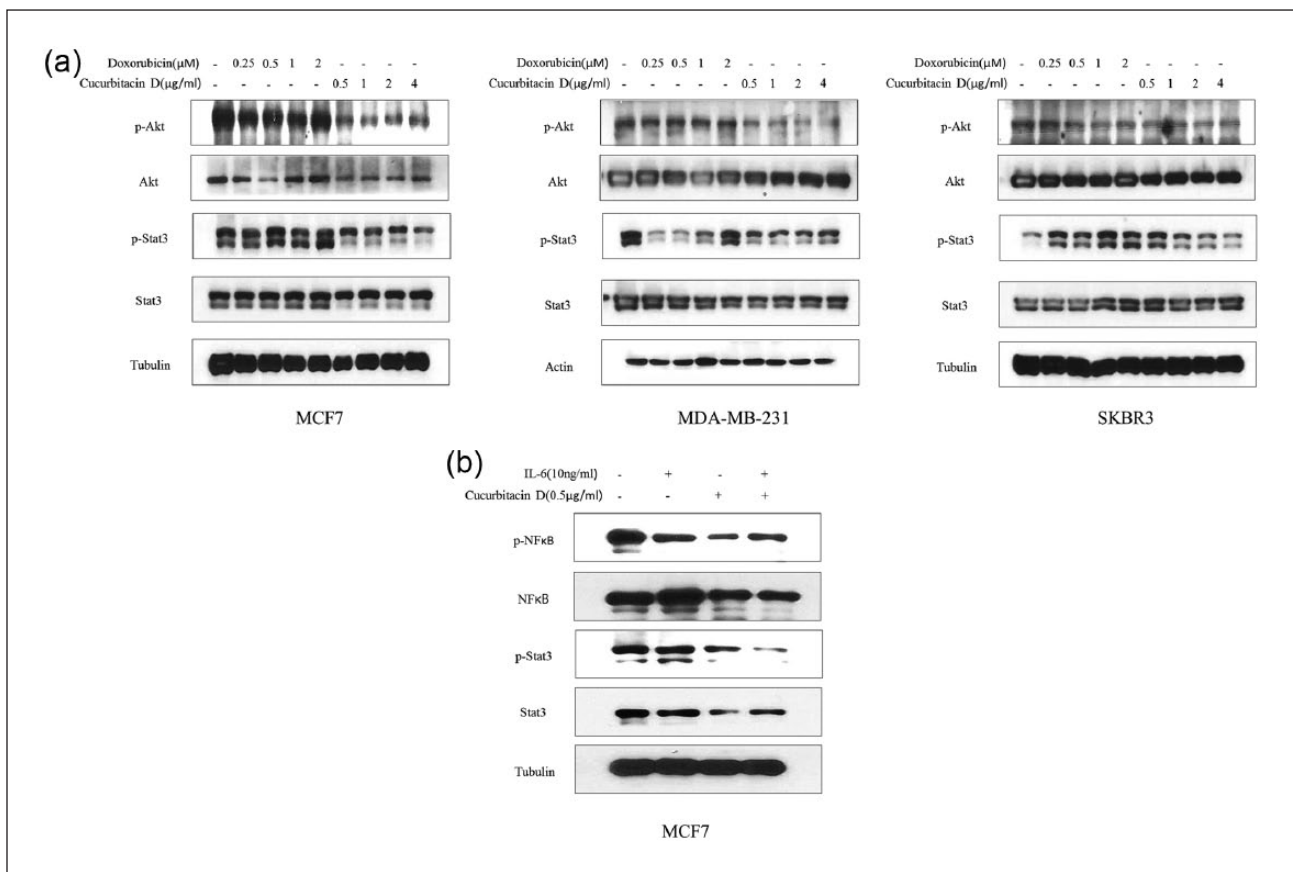 (a)
Doxorubicin(μM) - 0.25 0.5 1 2 - - - -
Cucurbitacin D(μg/ml) - - - - - 0.5 1 2 4
p-Akt
Akt
p-Stat3
Stat3
Tubulin
MCF7
Doxorubicin(μM) - 0.25 0.5 1 2 - - - -
Cucurbitacin D(μg/ml) - - - - - 0.5 1 2 4
p-Akt
Akt
p-Stat3
Stat3
Actin
MDA-MB-231
Doxorubicin(μM) - 0.25 0.5 1 2 - - - -
Cucurbitacin D(μg/ml) - - - - - 0.5 1 2 4
p-Akt
Akt
p-Stat3
Stat3
Tubulin
SKBR3
(b)
IL-6(10ng/ml) - + - +
Cucurbitacin D(0.5μg/ml) - - + +
p-NFκB
NFκB
p-Stat3
Stat3
Tubulin
MCF7